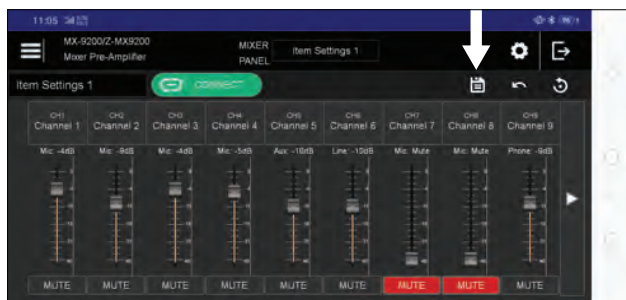 11:05
MX-9200/Z-MX9200
Mixer Pre-Amplifier
MIXER
PANEL
Item Settings 1
Item Settings 1
CONNECT
CH1 CH2 CH3 CH4 CH5 CH6 CH7 CH8 CH9
Channel 1 Channel 2 Channel 3 Channel 4 Channel 5 Channel 6 Channel 7 Channel 8 Channel 9
Mic: -4dB Mic: -9dB Mic: -4dB Mic: -5dB Aux: -10dB Line: -10dB Mic: Mute Mic: Mute Phone: -9dB
MUTE MUTE MUTE MUTE MUTE MUTE MUTE MUTE MUTE